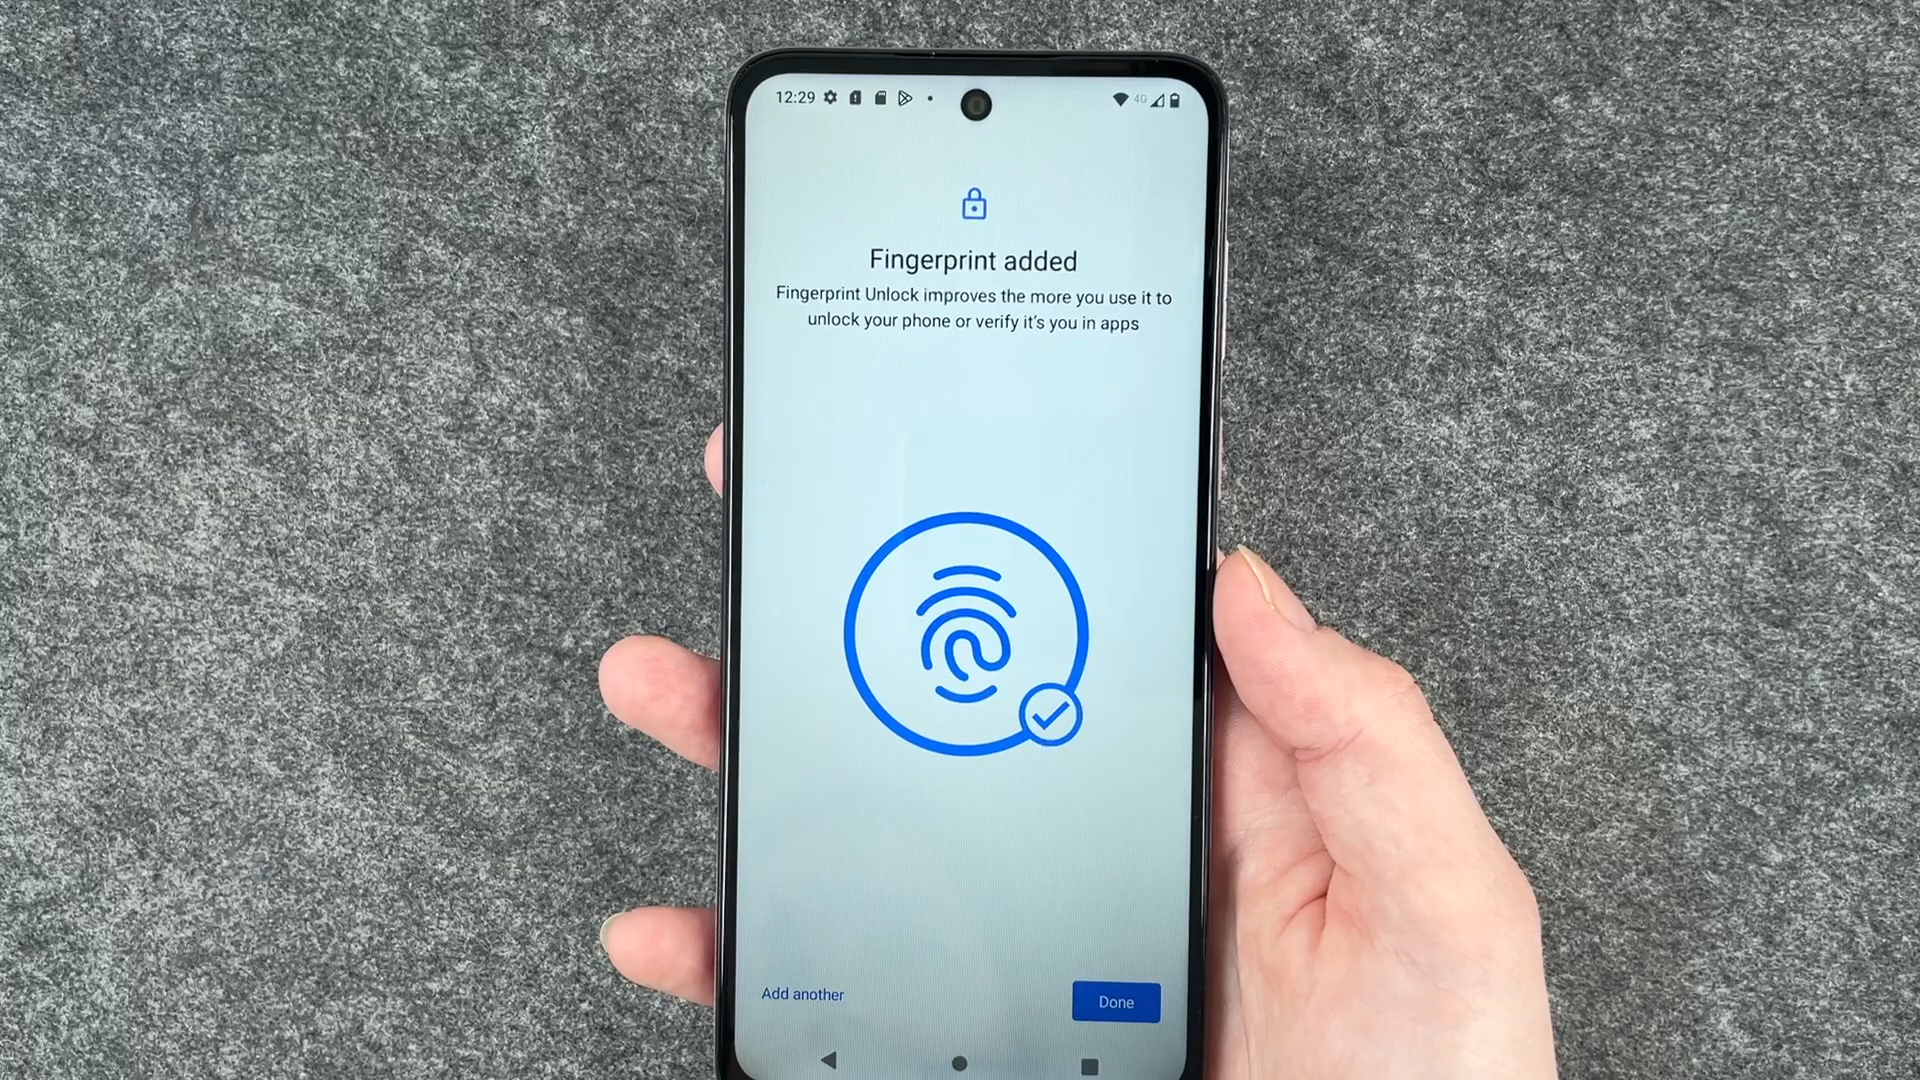 12:29
4G
Fingerprint added
Fingerprint Unlock improves the more you use it to
unlock your phone or verify it's you in apps
Add another
Done